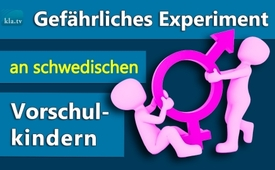 kla.tv
Gefährliches Experiment
an schwedischen
Vorschul-
kindern